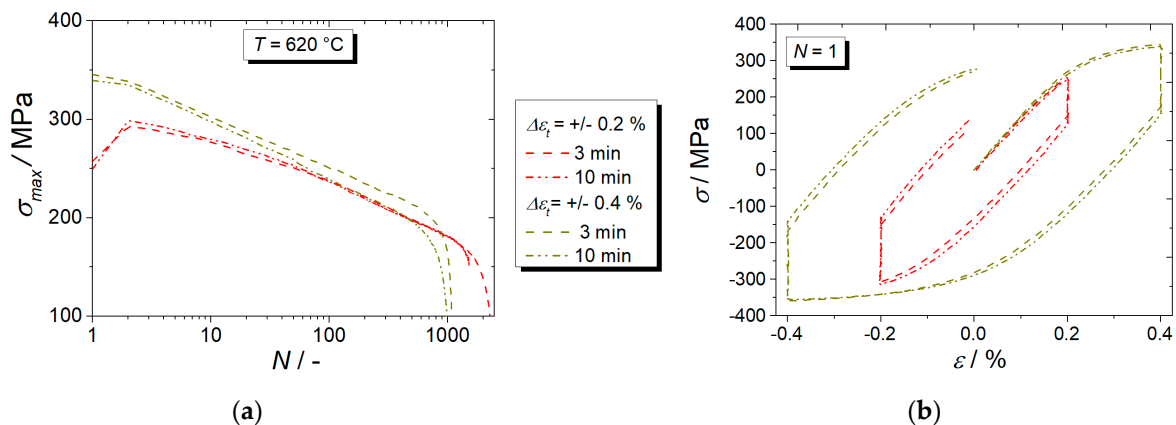 400
300
200
100
σmax / MPa
T = 620 °C
1
10
100
1000
N / -
(a)
Δεt = +/- 0.2 %
3 min
10 min
Δεt = +/- 0.4 %
3 min
10 min
400
300
200
100
0
-100
-200
-300
-400
σ / MPa
N = 1
-0.4
-0.2
0.0
0.2
0.4
ε / %
(b)